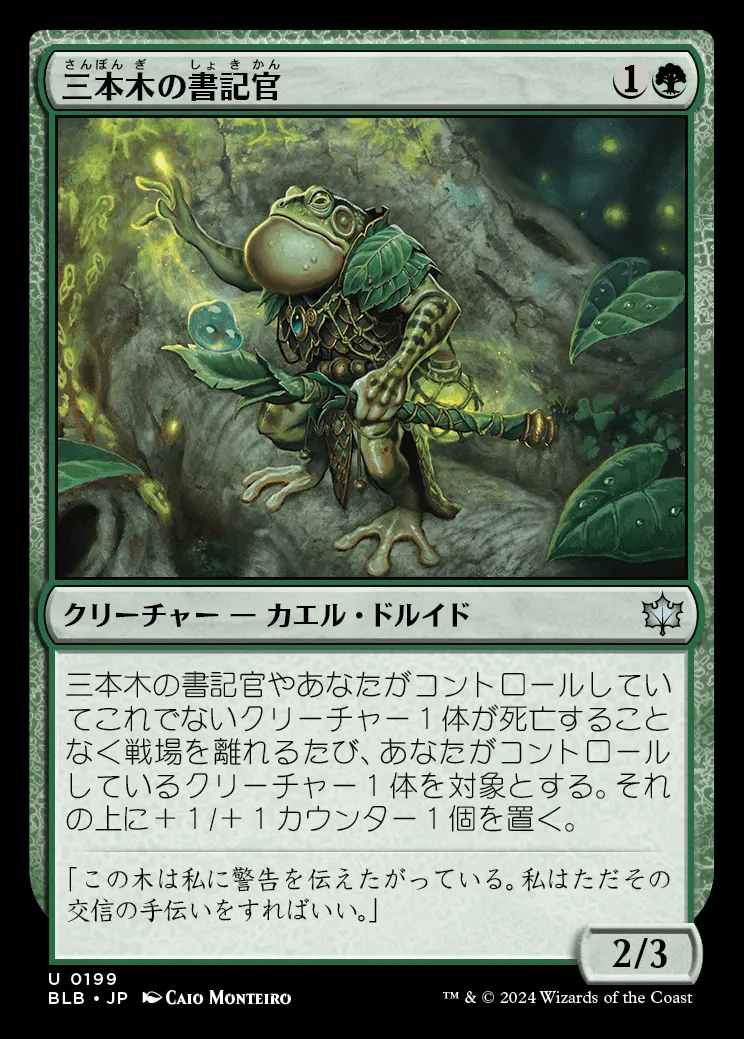 さんぼんぎ しょきかん
三本木の書記官 1
クリーチャー — カエル・ドルイド
三本木の書記官やあなたがコントロールしてい
てこれでないクリーチャー１体が死亡すること
なく戦場を離れるたび、あなたがコントロール
しているクリーチャー１体を対象とする。それ
の上に＋１/＋１カウンター１個を置く。
「この木は私に警告を伝えたがっている。私はただその
交信の手伝いをすればいい。」
2/3
U 0199
BLB • JP CAIO MONTEIRO
™ & © 2024 Wizards of the Coast